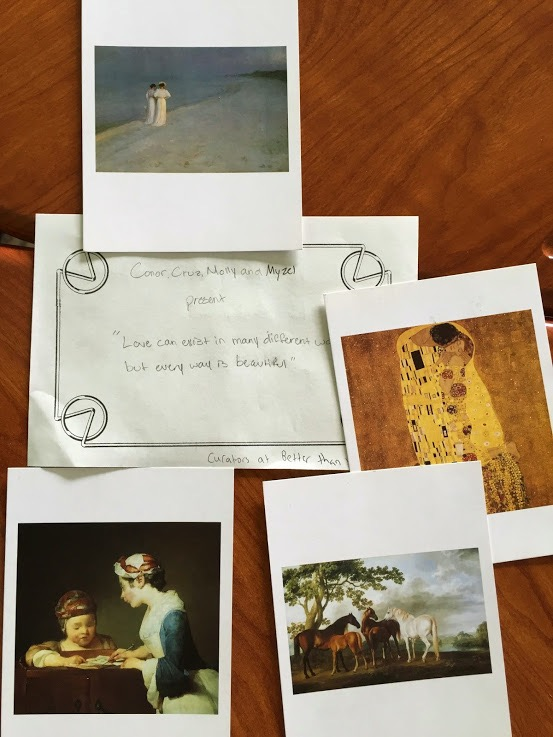 Conor, Cruz, Molly and Myzel
present
"Love can exist in many different
but every way is beautiful"
Curators at Better than